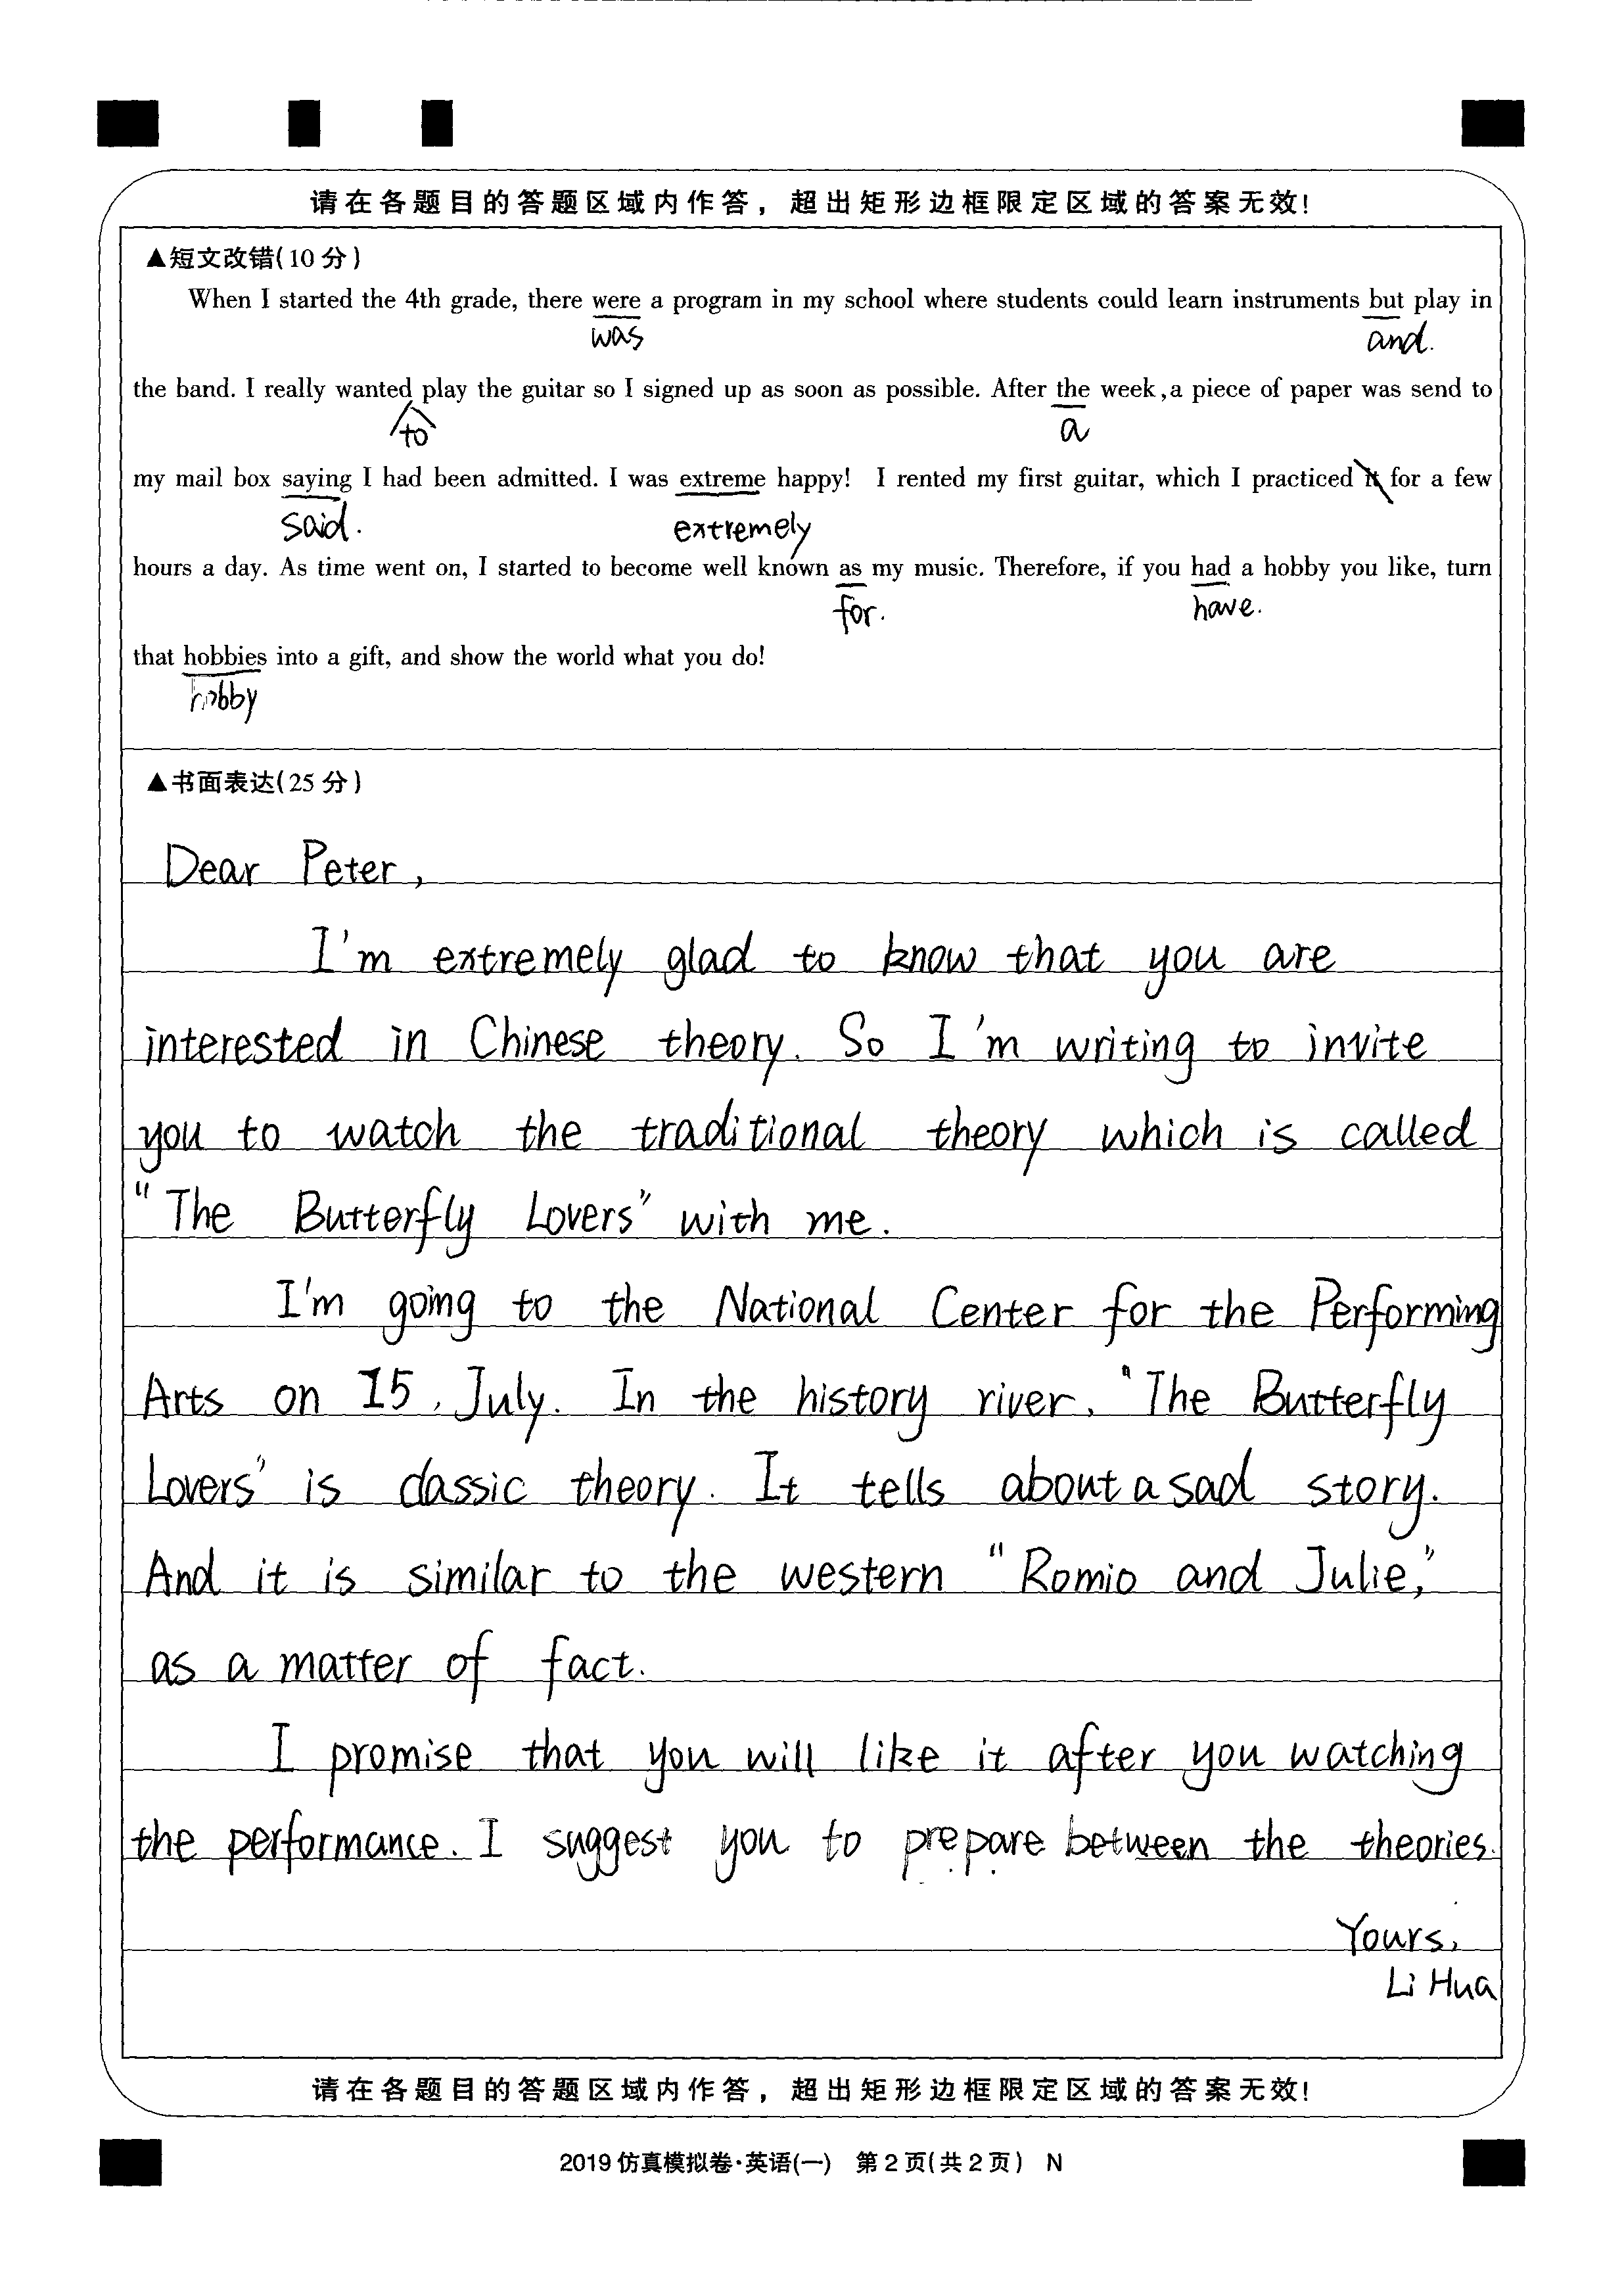 请在各题目的答题区域内作答，超出矩形边框限定区域的答案无效!
▲短文改错(10分)
When I started the 4th grade, there were a program in my school where students could learn instruments but play in
was and.
the band. I really wanted play the guitar so I signed up as soon as possible. After the week,a piece of paper was send to
to a
my mail box saying I had been admitted. I was extreme happy! I rented my first guitar, which I practiced it for a few
said. extremely
hours a day. As time went on, I started to become well known as my music. Therefore, if you had a hobby you like, turn
for. have.
that hobbies into a gift, and show the world what you do!
hobby
▲书面表达(25分)
Dear Peter,
I'm extremely glad to know that you are
interested in Chinese theory. So I'm writing to invite
you to watch the traditional theory which is called
"The Butterfly Lovers" with me.
I'm going to the National Center for the Performing
Arts on 15, July. In the history river, "The Butterfly
Lovers" is classic theory. It tells about a sad story.
And it is similar to the western "Romio and Julie,"
as a matter of fact.
I promise that you will like it after you watching
the performance. I suggest you to prepare between the theories.
Yours,
Li Hua
请在各题目的答题区域内作答，超出矩形边框限定区域的答案无效!
2019仿真模拟卷·英语(一) 第2页(共2页) N